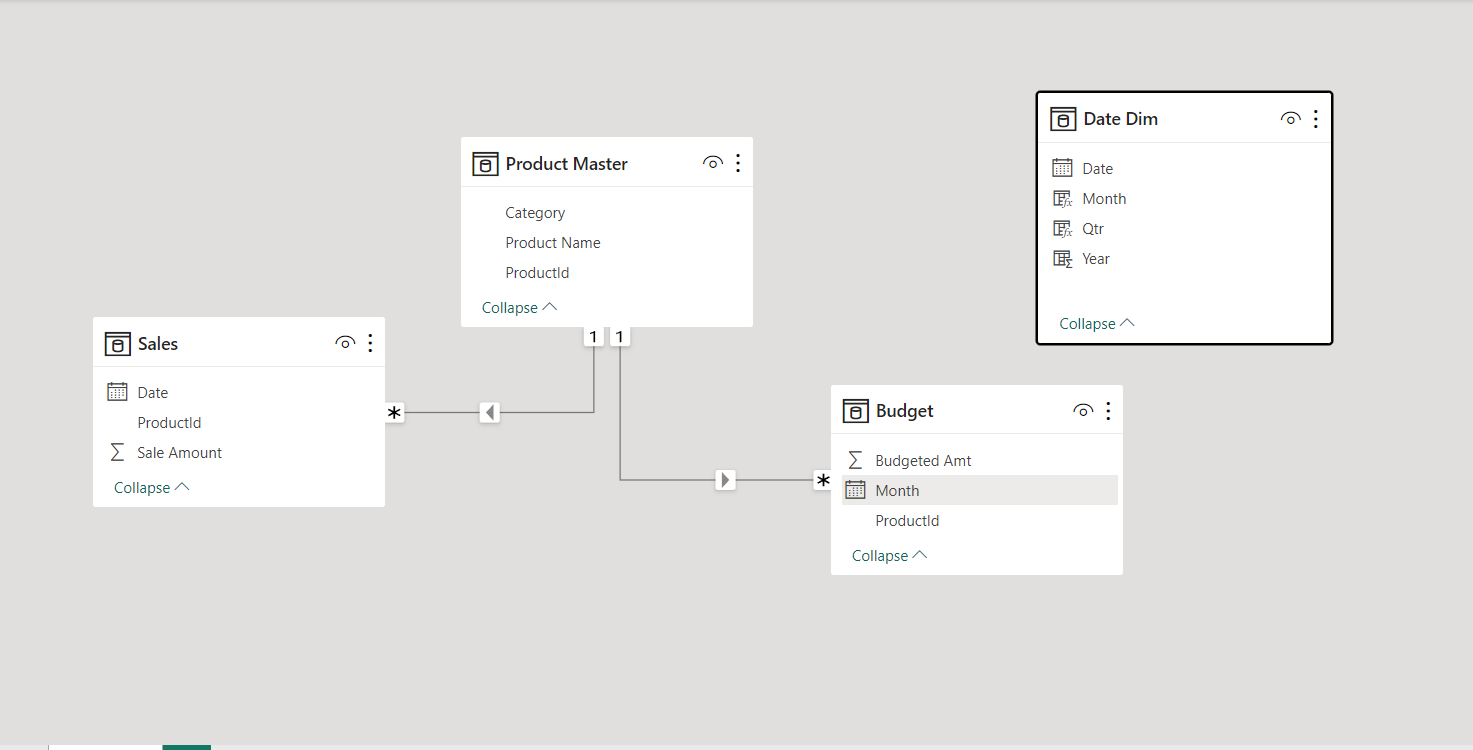 Product Master
Category
Product Name
ProductId
Collapse
1 1
Sales
Date
ProductId
Sale Amount
Collapse
*
Date Dim
Date
Month
Qtr
Year
Collapse
Budget
Budgeted Amt
Month
ProductId
Collapse
*